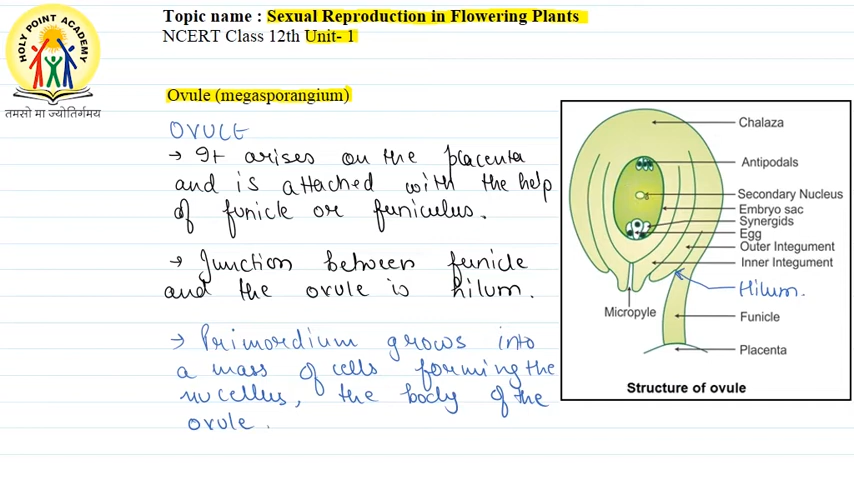 HOLY POINT ACADEMY
तमसो मा ज्योतिर्गमय
Topic name : Sexual Reproduction in Flowering Plants
NCERT Class 12th Unit- 1
Ovule (megasporangium)
OVULE
→ It arises on the placenta
and is attached with the help
of funicle or funiculus.
→ Junction between funicle
and the ovule is hilum.
→ Primordium grows into
a mass of cells forming the
nucellus, the body of the
ovule.
Chalaza
Antipodals
Secondary Nucleus
Embryo sac
Synergids
Egg
Outer Integument
Inner Integument
Hilum.
Micropyle
Funicle
Placenta
Structure of ovule